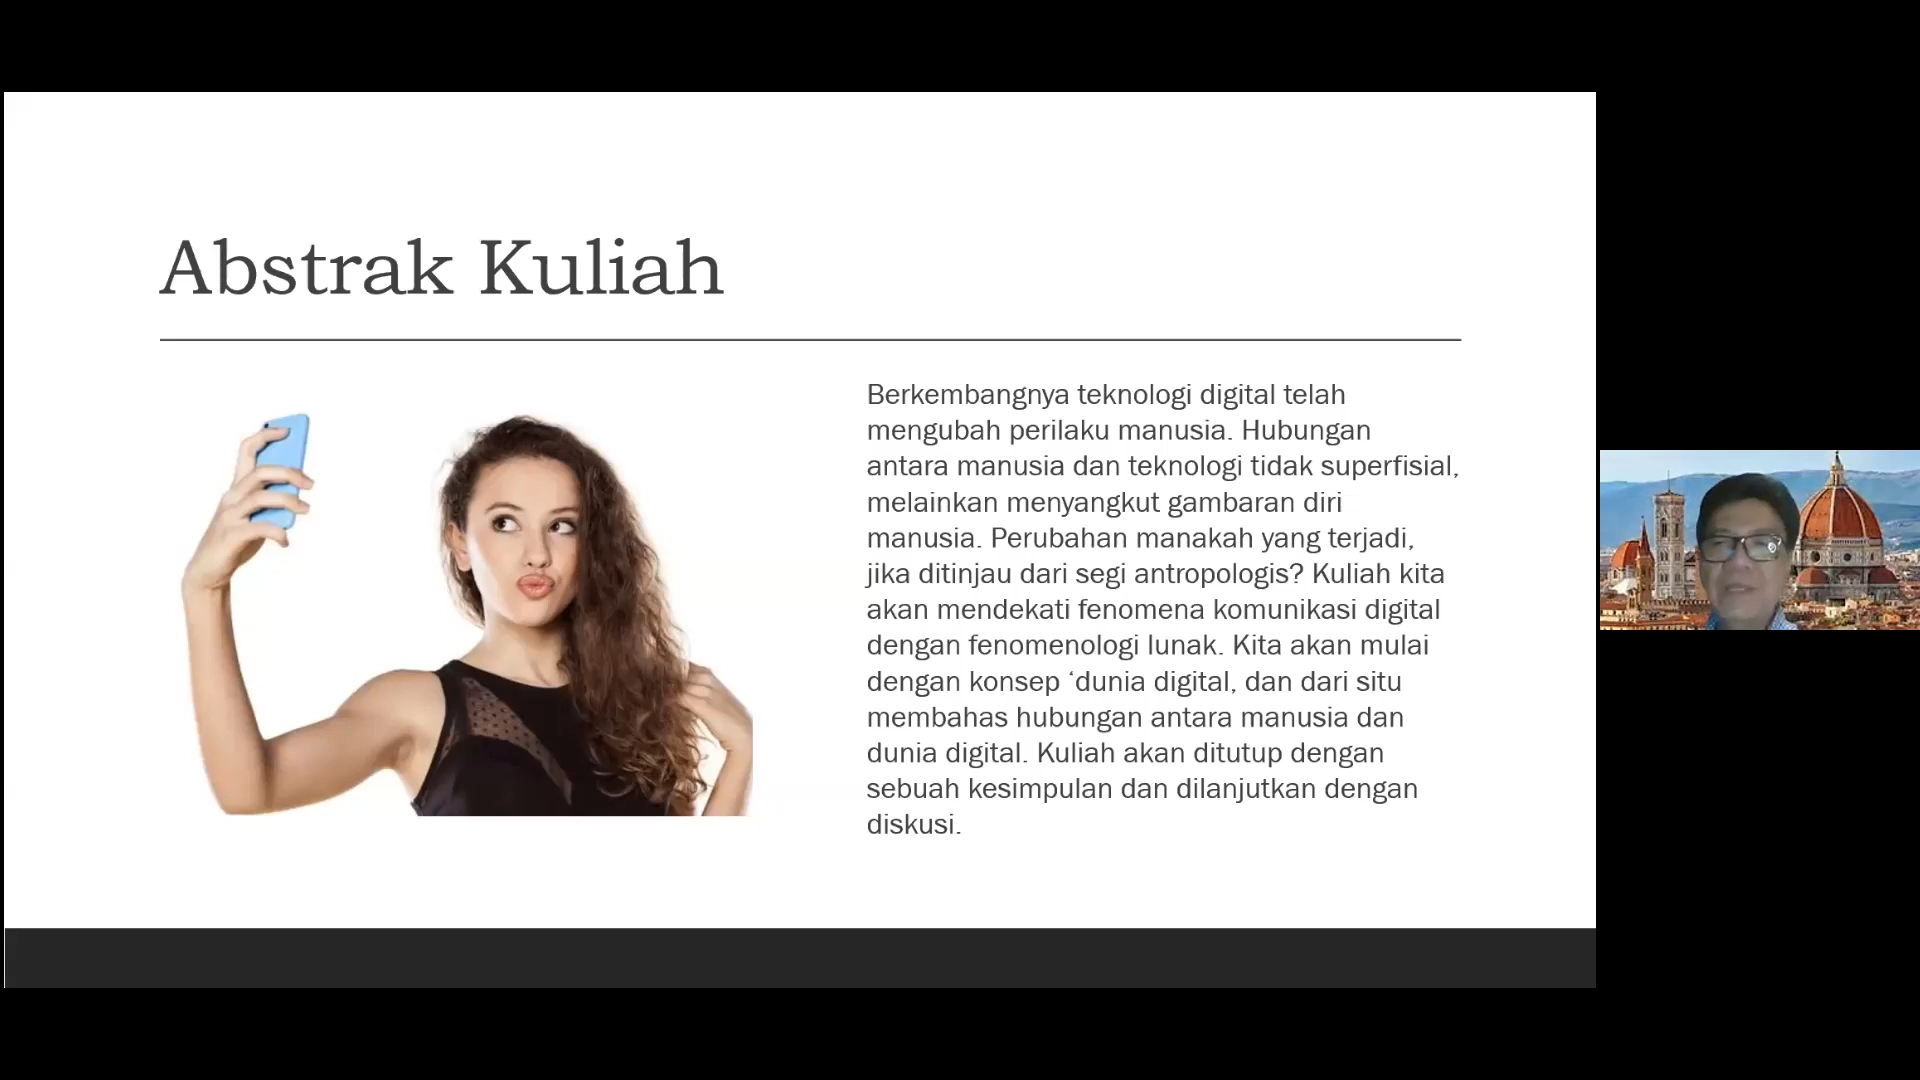 Abstrak Kuliah
Berkembangnya teknologi digital telah
mengubah perilaku manusia. Hubungan
antara manusia dan teknologi tidak superfisial,
melainkan menyangkut gambaran diri
manusia. Perubahan manakah yang terjadi,
jika ditinjau dari segi antropologis? Kuliah kita
akan mendekati fenomena komunikasi digital
dengan fenomenologi lunak. Kita akan mulai
dengan konsep ‘dunia digital, dan dari situ
membahas hubungan antara manusia dan
dunia digital. Kuliah akan ditutup dengan
sebuah kesimpulan dan dilanjutkan dengan
diskusi.